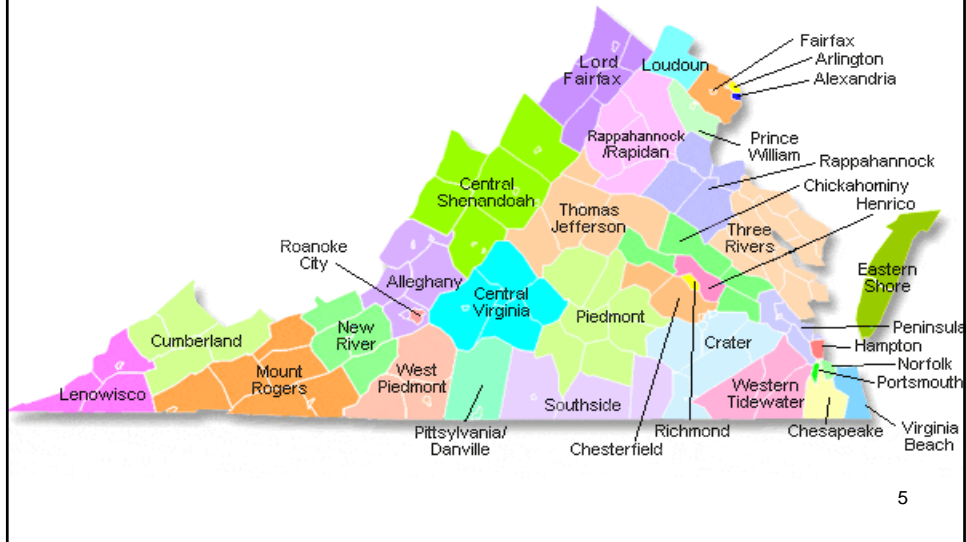 Fairfax
Arlington
Alexandria
Lord
Fairfax
Loudoun
Rappahannock
/Rapidan
Prince
William
Rappahannock
Chickahominy
Henrico
Central
Shenandoah
Thomas
Jefferson
Three
Rivers
Roanoke
City
Alleghany
Eastern
Shore
Central
Virginia
Piedmont
Peninsula
Cumberland
New
River
Crater
Hampton
Norfolk
Portsmouth
Lenowisco
Mount
Rogers
West
Piedmont
Southside
Western
Tidewater
Pittsylvania/
Danville
Chesterfield
Richmond
Chesapeake
Virginia
Beach
5